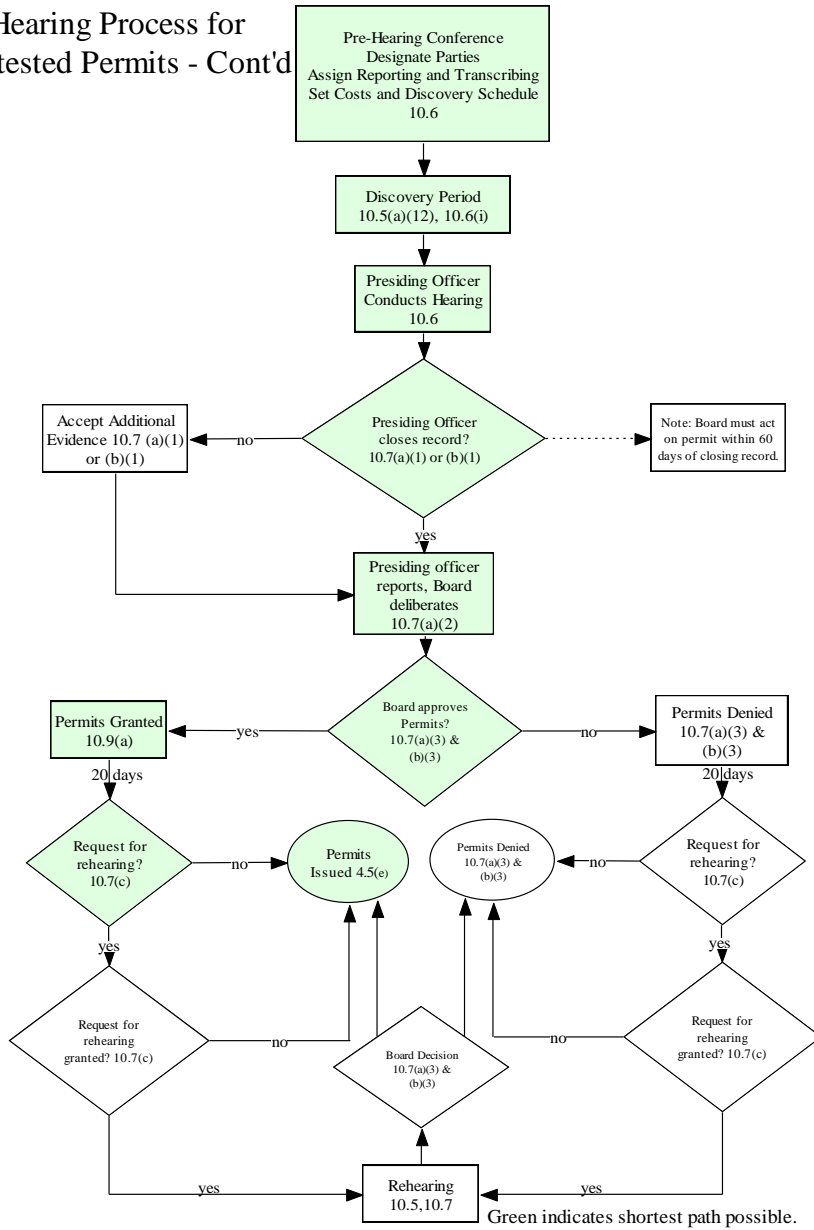 Hearing Process for
tested Permits - Cont'd
Pre-Hearing Conference
Designate Parties
Assign Reporting and Transcribing
Set Costs and Discovery Schedule
10.6
Discovery Period
10.5(a)(12), 10.6(i)
Presiding Officer
Conducts Hearing
10.6
Accept Additional
Evidence 10.7 (a)(1)
or (b)(1)
no
Presiding Officer
closes record?
10.7(a)(1) or (b)(1)
Note: Board must act
on permit within 60
days of closing record.
yes
Presiding officer
reports, Board
deliberates
10.7(a)(2)
Permits Granted
10.9(a)
yes
Board approves
Permits?
10.7(a)(3) &
(b)(3)
no
Permits Denied
10.7(a)(3) &
(b)(3)
20 days
20 days
Request for
rehearing?
10.7(c)
no
Permits
Issued 4.5(e)
Permits Denied
10.7(a)(3) &
(b)(3)
no
Request for
rehearing?
10.7(c)
yes
yes
Request for
rehearing
granted? 10.7(c)
no
Board Decision
10.7(a)(3) &
(b)(3)
no
Request for
rehearing
granted? 10.7(c)
yes
Rehearing
10.5,10.7
yes
Green indicates shortest path possible.